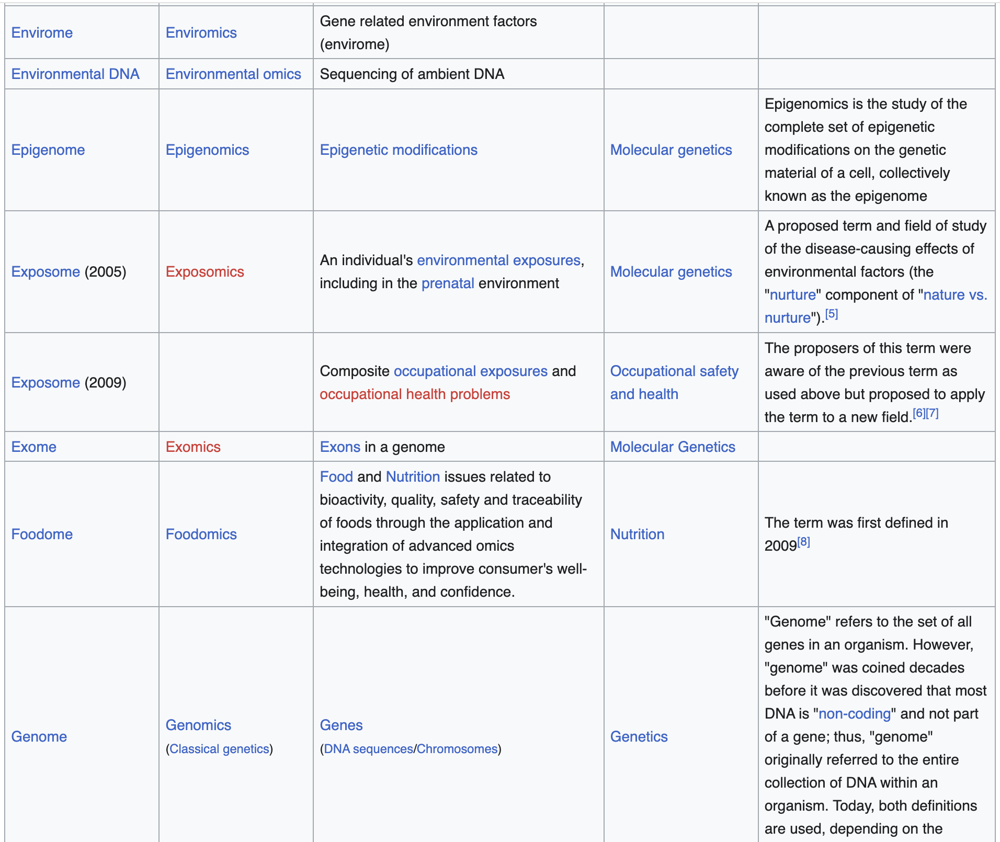 Envirome
Enviromics
Gene related environment factors
(envirome)
Environmental DNA
Environmental omics
Sequencing of ambient DNA
Epigenome
Epigenomics
Epigenetic modifications
Molecular genetics
Epigenomics is the study of the
complete set of epigenetic
modifications on the genetic
material of a cell, collectively
known as the epigenome
Exposome (2005)
Exposomics
An individual's environmental exposures,
including in the prenatal environment
Molecular genetics
A proposed term and field of study
of the disease-causing effects of
environmental factors (the
"nurture" component of "nature vs.
nurture").[5]
Exposome (2009)
Composite occupational exposures and
occupational health problems
Occupational safety
and health
The proposers of this term were
aware of the previous term as
used above but proposed to apply
the term to a new field.[6][7]
Exome
Exomics
Exons in a genome
Molecular Genetics
Foodome
Foodomics
Food and Nutrition issues related to
bioactivity, quality, safety and traceability
of foods through the application and
integration of advanced omics
technologies to improve consumer's well-
being, health, and confidence.
Nutrition
The term was first defined in
2009[8]
Genome
Genomics
(Classical genetics)
Genes
(DNA sequences/Chromosomes)
Genetics
"Genome" refers to the set of all
genes in an organism. However,
"genome" was coined decades
before it was discovered that most
DNA is "non-coding" and not part
of a gene; thus, "genome"
originally referred to the entire
collection of DNA within an
organism. Today, both definitions
are used, depending on the